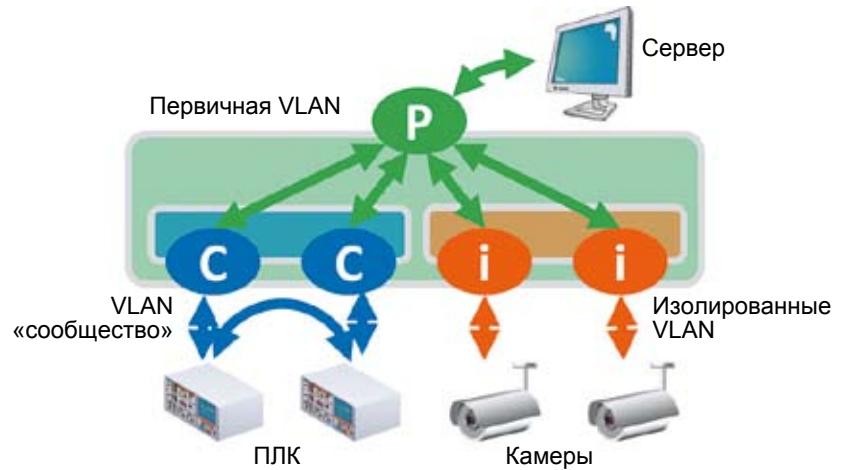 Сервер
Первичная VLAN
P
C
C
i
i
VLAN
«сообщество»
Изолированные
VLAN
ПЛК
Камеры